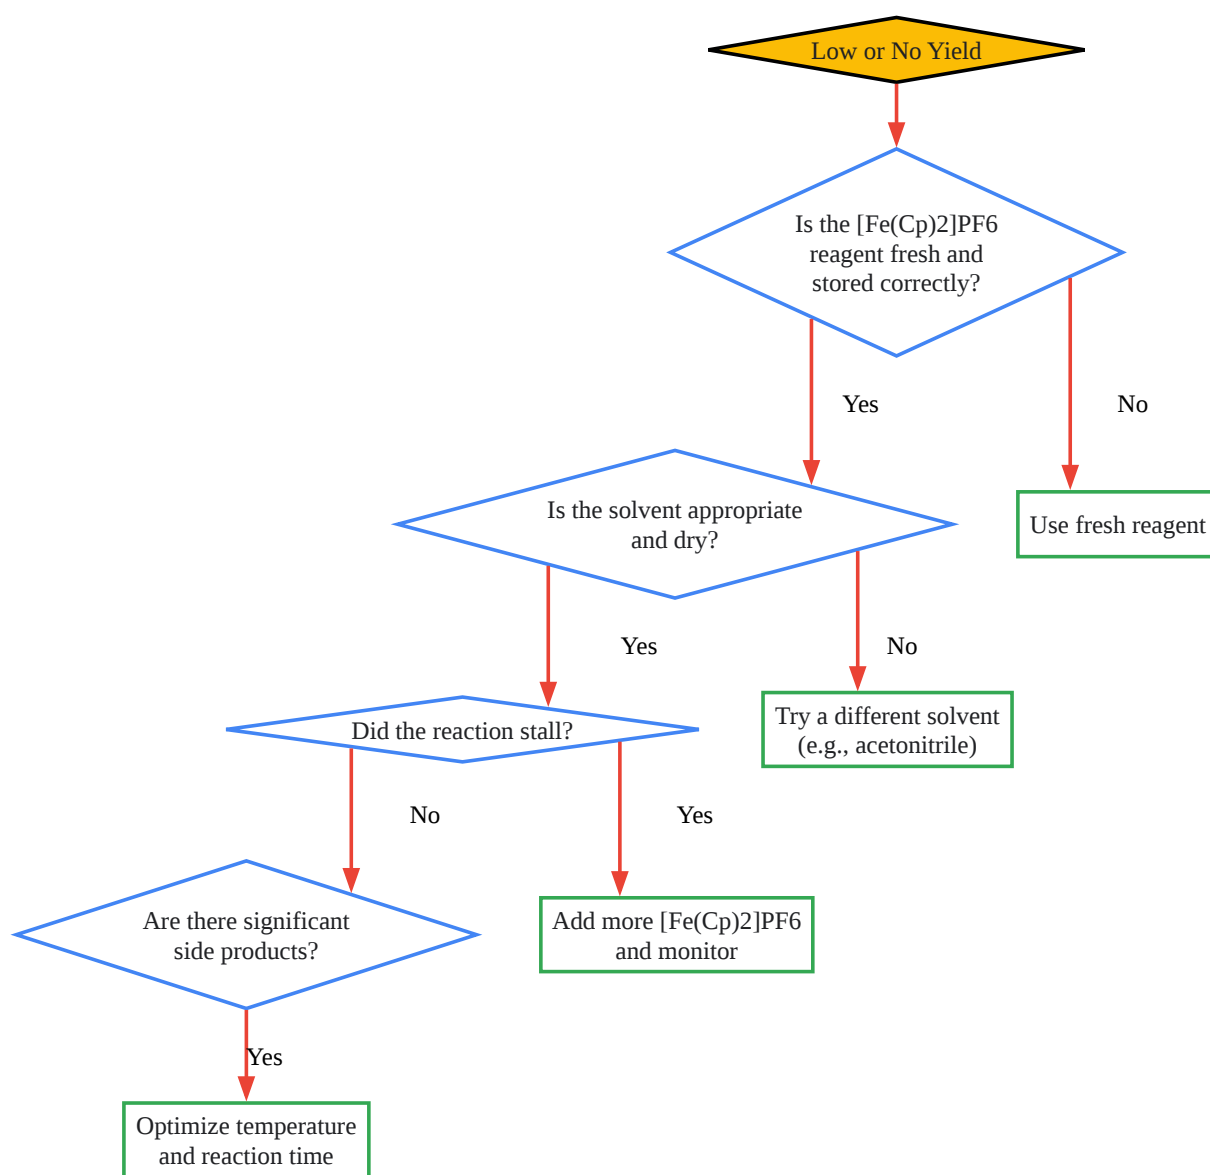 Low or No Yield
Is the [Fe(Cp)2]PF6
reagent fresh and
stored correctly?
Yes
No
Is the solvent appropriate
and dry?
Use fresh reagent
Yes
No
Did the reaction stall?
Try a different solvent
(e.g., acetonitrile)
No
Yes
Are there significant
side products?
Add more [Fe(Cp)2]PF6
and monitor
Yes
Optimize temperature
and reaction time